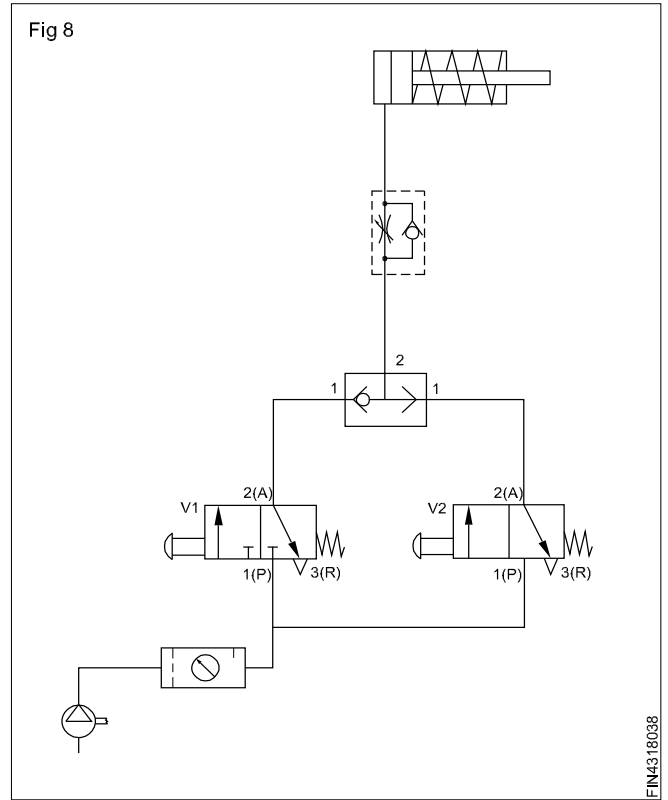 Fig 8
2
1 1
2(A) 2(A)
V1 V2
1(P) 3(R) 1(P) 3(R)
FIN4318038